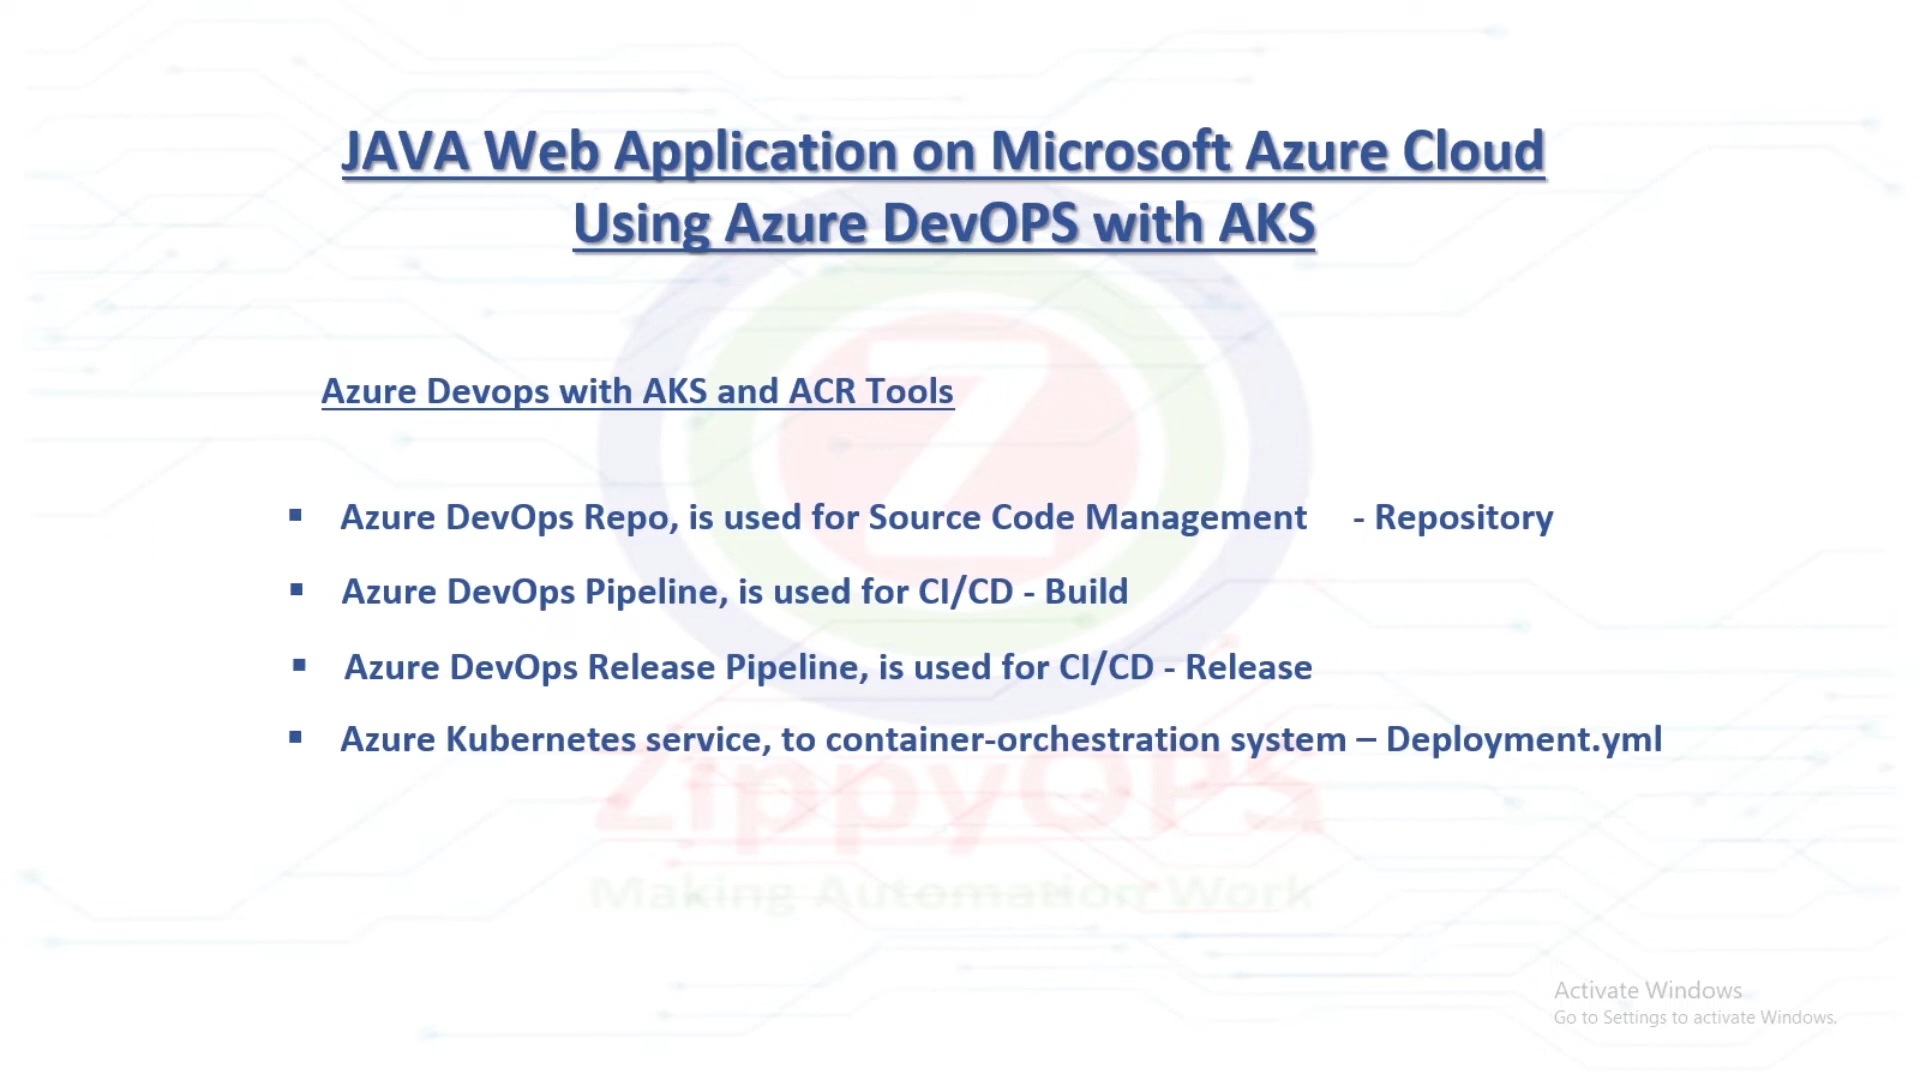 JAVA Web Application on Microsoft Azure Cloud
Using Azure DevOPS with AKS
Azure Devops with AKS and ACR Tools
▪ Azure DevOps Repo, is used for Source Code Management - Repository
▪ Azure DevOps Pipeline, is used for CI/CD - Build
▪ Azure DevOps Release Pipeline, is used for CI/CD - Release
▪ Azure Kubernetes service, to container-orchestration system – Deployment.yml
Z
ZippyOPS
Making Automation Work
Activate Windows
Go to Settings to activate Windows.